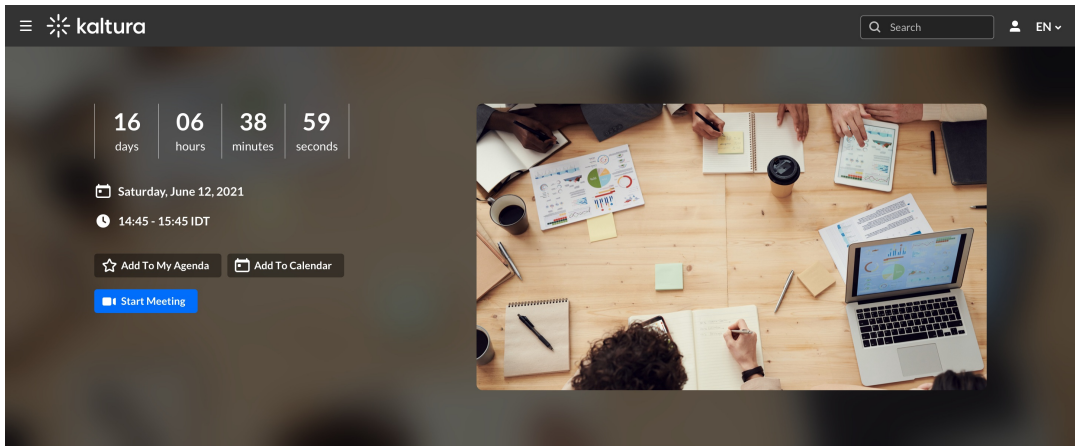 kaltura
Search
EN
16 06 38 59
days hours minutes seconds
Saturday, June 12, 2021
14:45 - 15:45 IDT
Add To My Agenda Add To Calendar
Start Meeting